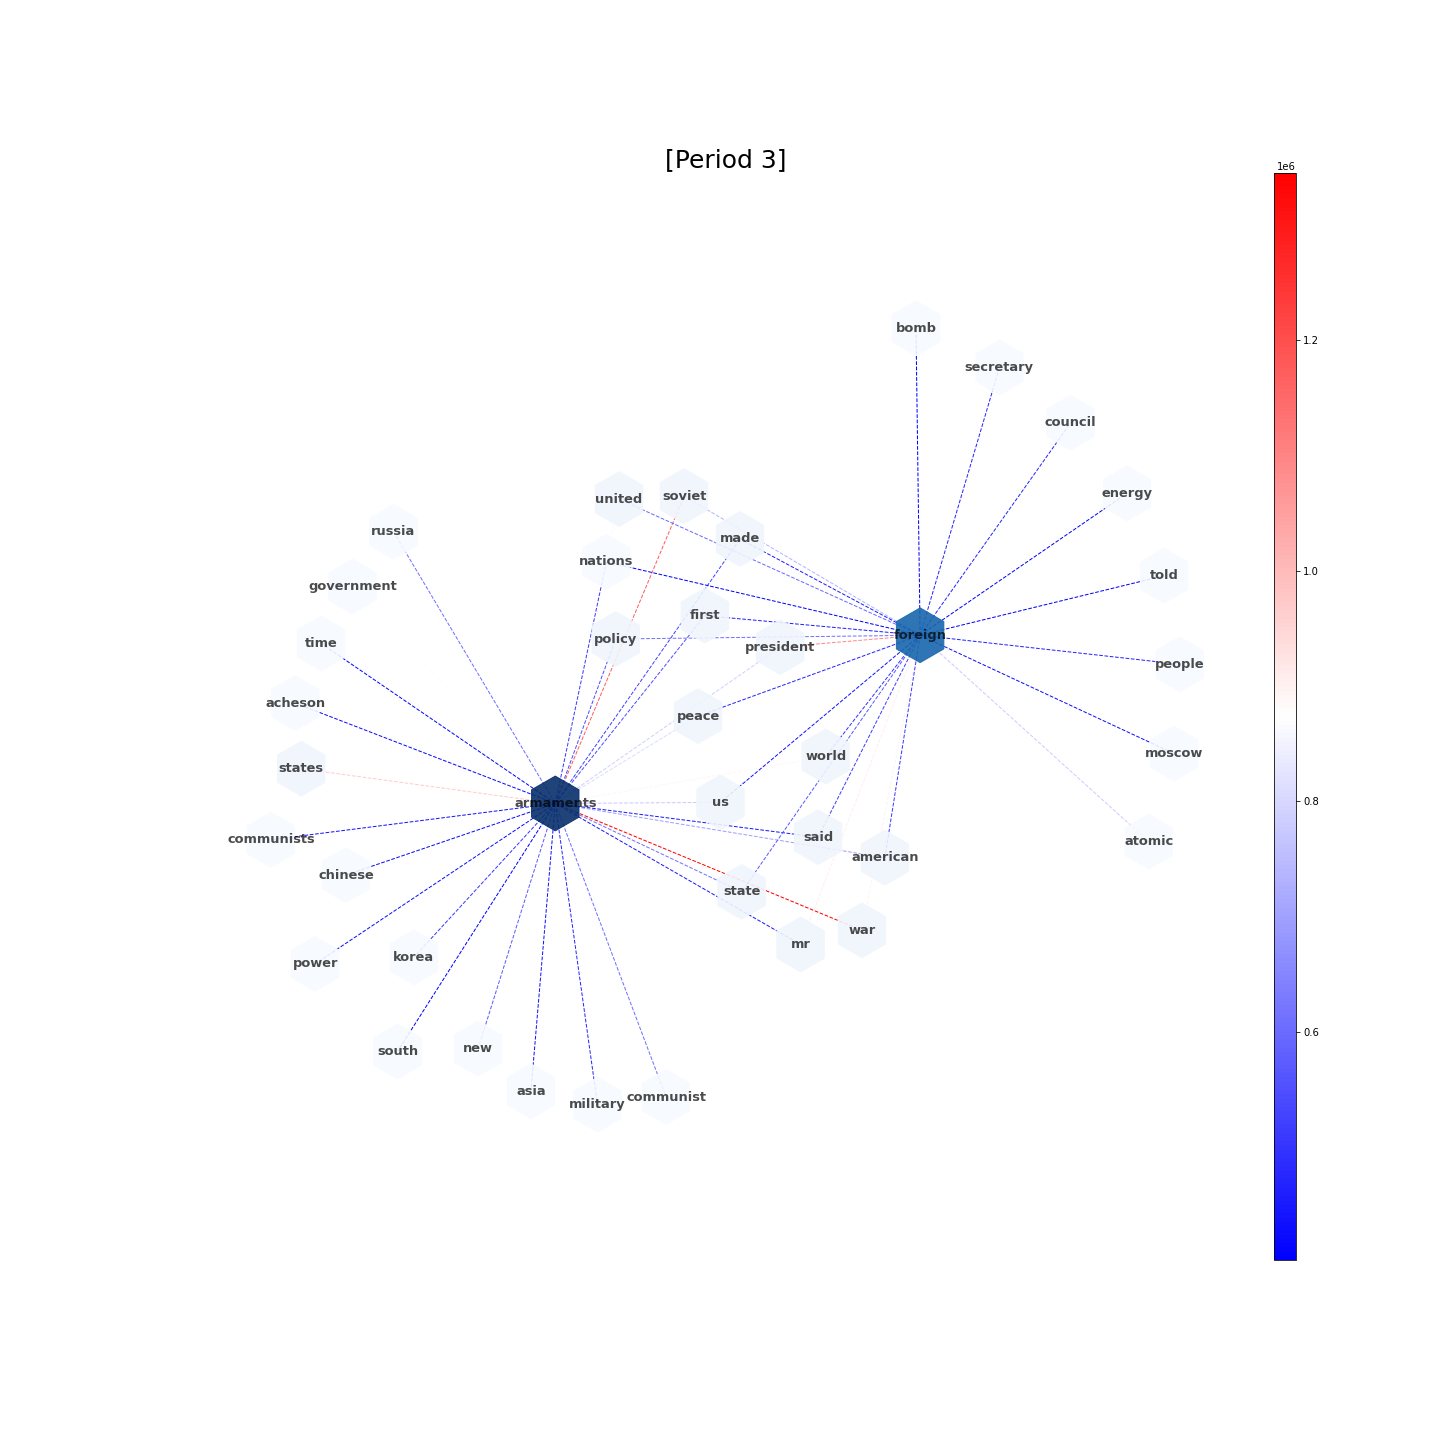 [Period 3]
1e6
bomb
1.2
secretary
council
energy
soviet
united
russia
made
nations
1.0
told
government
first
foreign
policy
time
president
people
acheson
peace
moscow
world
states
us
0.8
armaments
said
communists
atomic
american
chinese
state
war
mr
korea
power
0.6
new
south
asia
communist
military